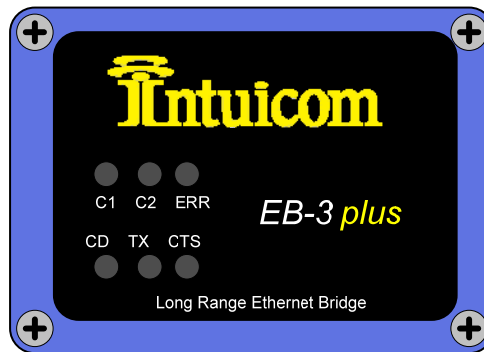 Intuicom
C1 C2 ERR
EB-3 plus
CD TX CTS
Long Range Ethernet Bridge